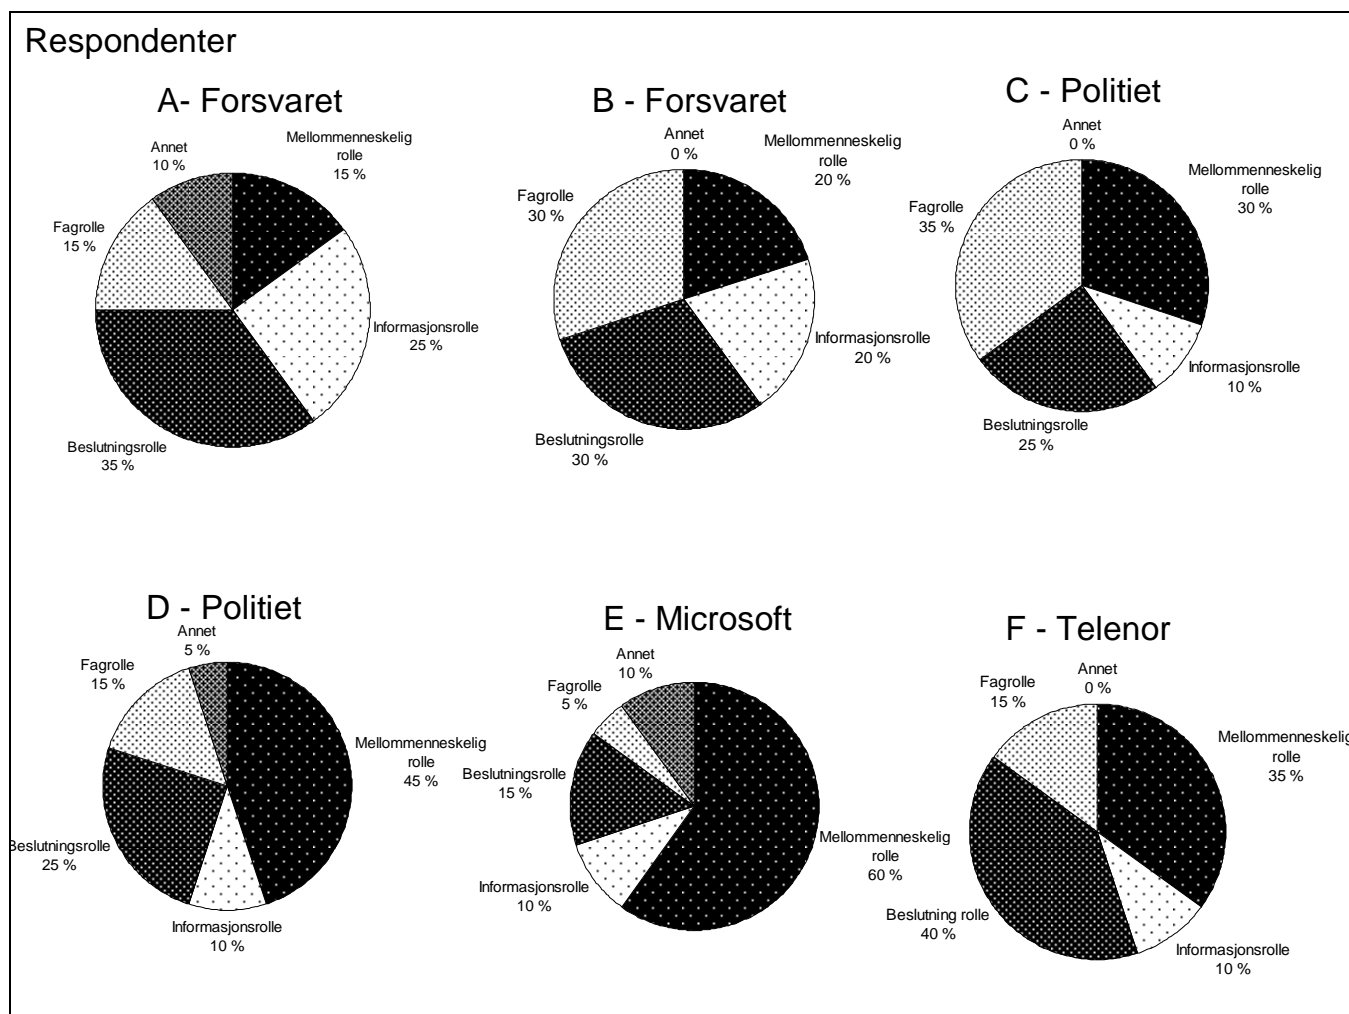 Respondenter
A- Forsvaret
Annet
10 %
Mellommenneskelig
rolle
15 %
Fagrolle
15 %
Informasjonsrolle
25 %
Beslutningsrolle
35 %
B - Forsvaret
Annet
0 %
Mellommenneskelig
rolle
20 %
Fagrolle
30 %
Informasjonsrolle
20 %
Beslutningsrolle
30 %
C - Politiet
Annet
0 %
Mellommenneskelig
rolle
30 %
Fagrolle
35 %
Informasjonsrolle
10 %
Beslutningsrolle
25 %
D - Politiet
Annet
5 %
Fagrolle
15 %
Mellommenneskelig
rolle
45 %
Beslutningsrolle
25 %
Informasjonsrolle
10 %
E - Microsoft
Annet
10 %
Fagrolle
5 %
Beslutningsrolle
15 %
Mellommenneskelig
rolle
60 %
Informasjonsrolle
10 %
F - Telenor
Annet
0 %
Fagrolle
15 %
Mellommenneskelig
rolle
35 %
Beslutning rolle
40 %
Informasjonsrolle
10 %